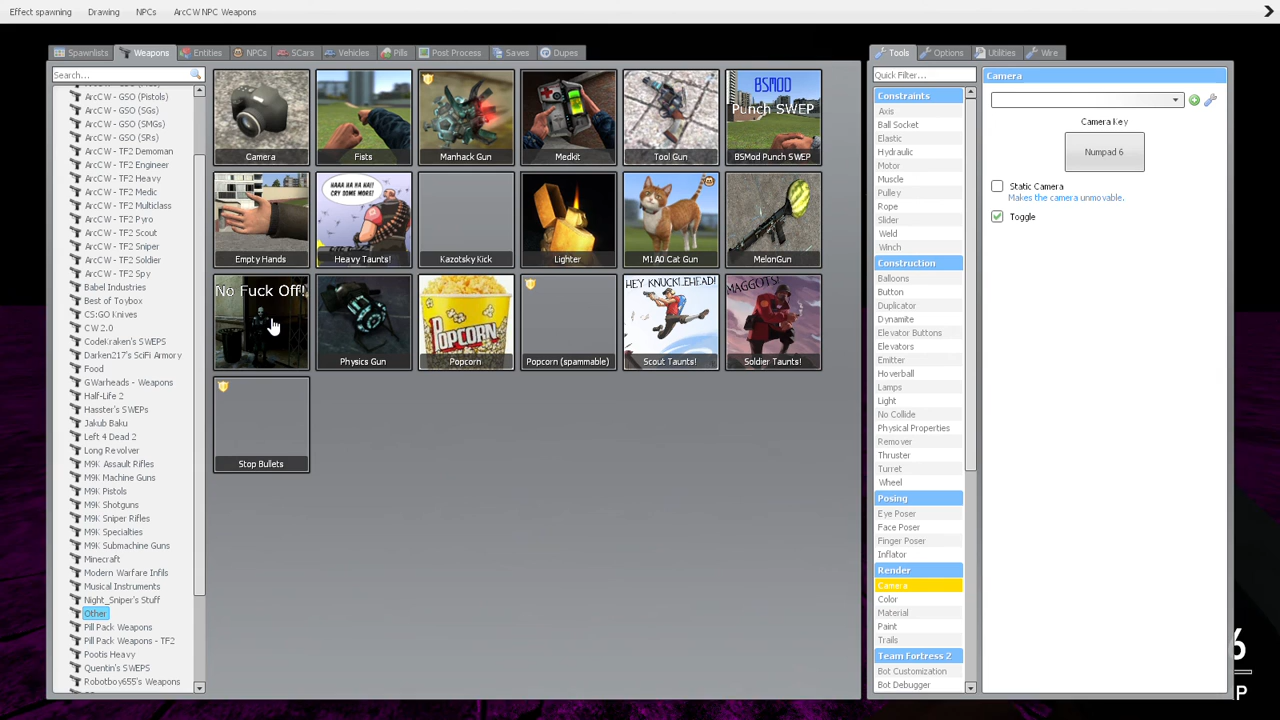 Effect spawning Drawing NPCs ArcCW NPC Weapons
Spawnlists Weapons Entities NPCs SCars Vehicles Pills Post Process Saves Dupes
Search...
ArcCW - GSO (Pistols)
ArcCW - GSO (SGs)
ArcCW - GSO (SMGs)
ArcCW - GSO (SRs)
ArcCW - TF2 Demoman
ArcCW - TF2 Engineer
ArcCW - TF2 Heavy
ArcCW - TF2 Medic
ArcCW - TF2 Multiclass
ArcCW - TF2 Pyro
ArcCW - TF2 Scout
ArcCW - TF2 Sniper
ArcCW - TF2 Soldier
ArcCW - TF2 Spy
Babel Industries
Best of Toybox
CS:GO Knives
CW 2.0
CodeKraken's SWEPS
Darken217's SciFi Armory
Food
GWarheads - Weapons
Half-Life 2
Hasster's SWEPs
Jakub Baku
Left 4 Dead 2
Long Revolver
M9K Assault Rifles
M9K Machine Guns
M9K Pistols
M9K Shotguns
M9K Sniper Rifles
M9K Specialties
M9K Submachine Guns
Minecraft
Modern Warfare Infils
Musical Instruments
Night_Sniper's Stuff
Other
Pill Pack Weapons
Pill Pack Weapons - TF2
Pootis Heavy
Quentin's SWEPS
Robotboy655's Weapons
BSMOD
Punch SWEP
Camera Fists Manhack Gun Medkit Tool Gun BSMod Punch SWEP
HAAA HA HA HA!
CRY SOME MORE!
Empty Hands Heavy Taunts! Kazotsky Kick Lighter M1A0 Cat Gun MelonGun
No Fuck Off!
POPCORN
HEY KNUCKLEHEAD!
MAGGOTS!
Physics Gun Popcorn Popcorn (spammable) Scout Taunts! Soldier Taunts!
Stop Bullets
Tools Options Utilities Wire
Quick Filter...
Constraints
Axis
Ball Socket
Elastic
Hydraulic
Motor
Muscle
Pulley
Rope
Slider
Weld
Winch
Construction
Balloons
Button
Duplicator
Dynamite
Elevator Buttons
Elevators
Emitter
Hoverball
Lamps
Light
No Collide
Physical Properties
Remover
Thruster
Turret
Wheel
Posing
Eye Poser
Face Poser
Finger Poser
Inflator
Render
Camera
Color
Material
Paint
Trails
Team Fortress 2
Bot Customization
Bot Debugger
Camera
Camera Key
Numpad 6
Static Camera
Makes the camera unmovable.
Toggle
6
P